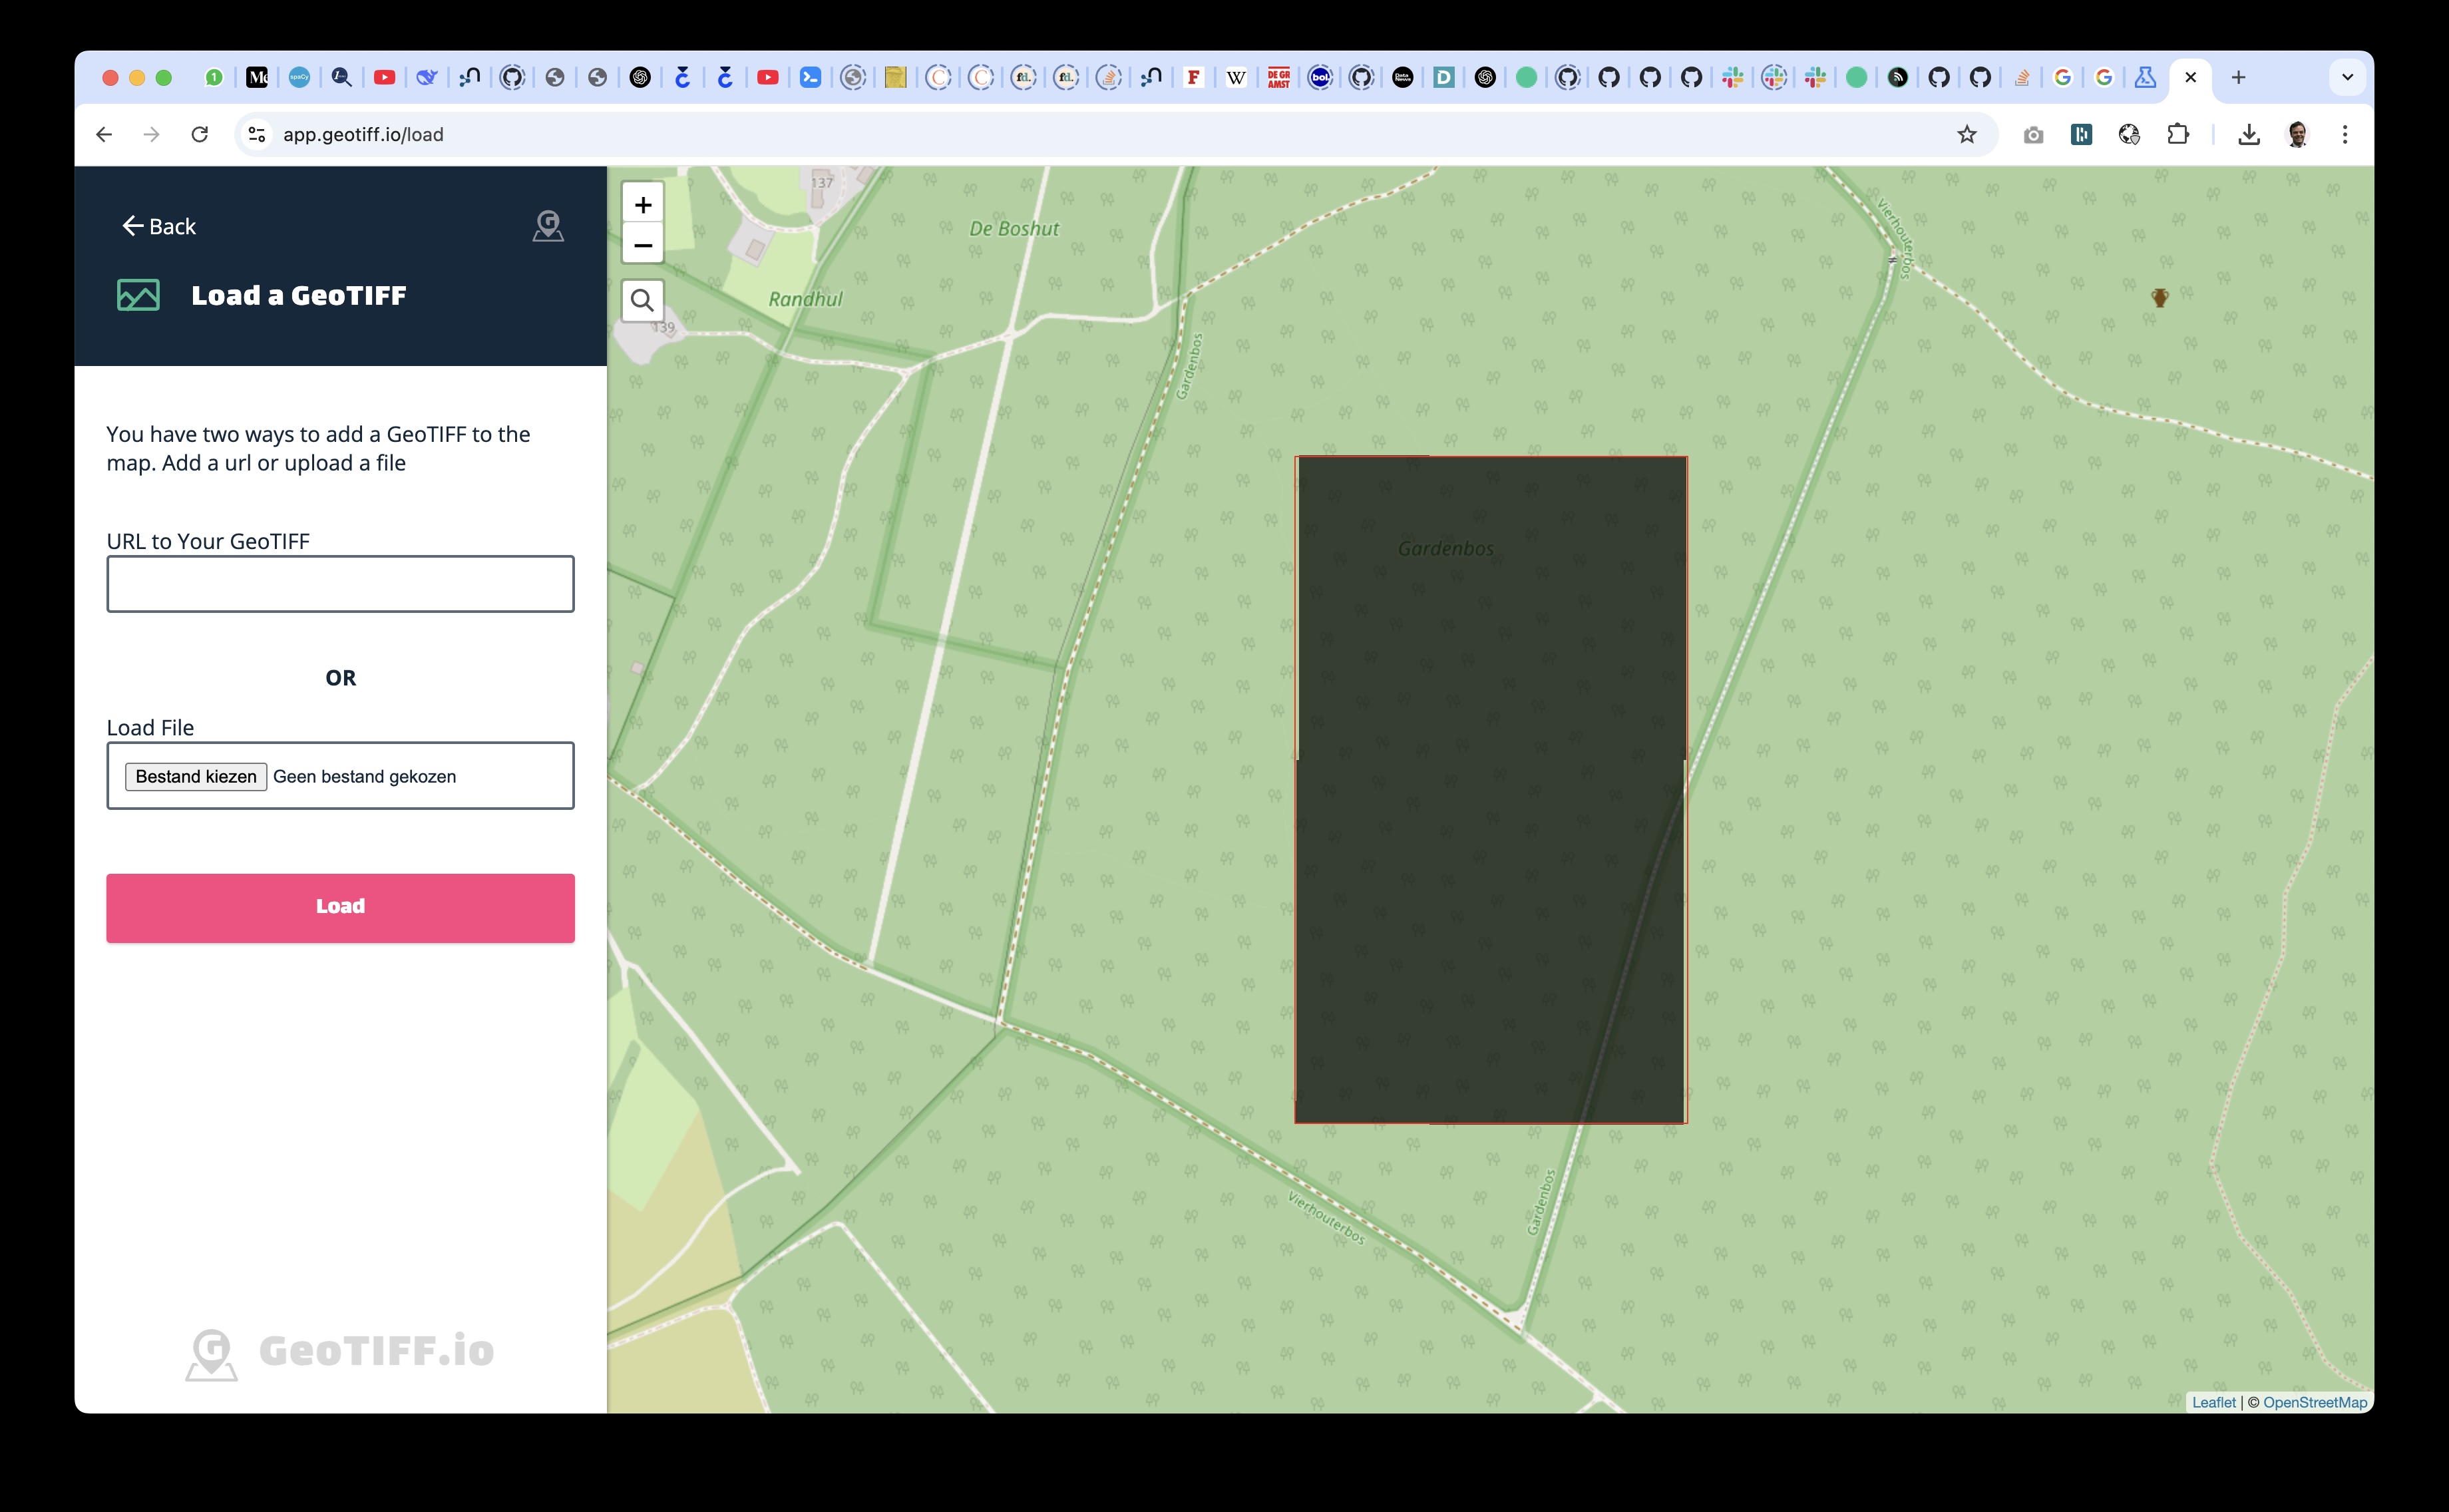 app.geotiff.io/load
Back
Load a GeoTIFF
You have two ways to add a GeoTIFF to the
map. Add a url or upload a file
URL to Your GeoTIFF
OR
Load File
Bestand kiezen Geen bestand gekozen
Load
GeoTIFF.io
+
−
137
De Boshut
Randhul
139
Gardenbos
Vierhouterbos
Gardenbos
Vierhouterbos
Gardenbos
Leaflet | © OpenStreetMap